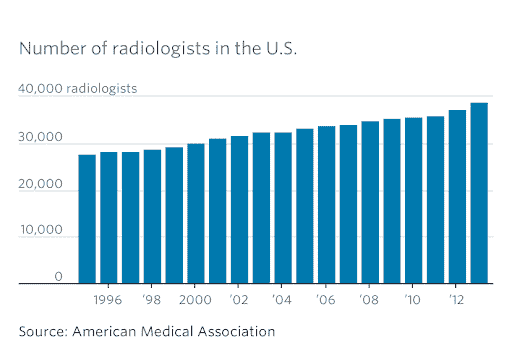 Number of radiologists in the U.S.
40,000 radiologists
30,000
20,000
10,000
0
1996 '98 2000 '02 '04 '06 '08 '10 '12
Source: American Medical Association